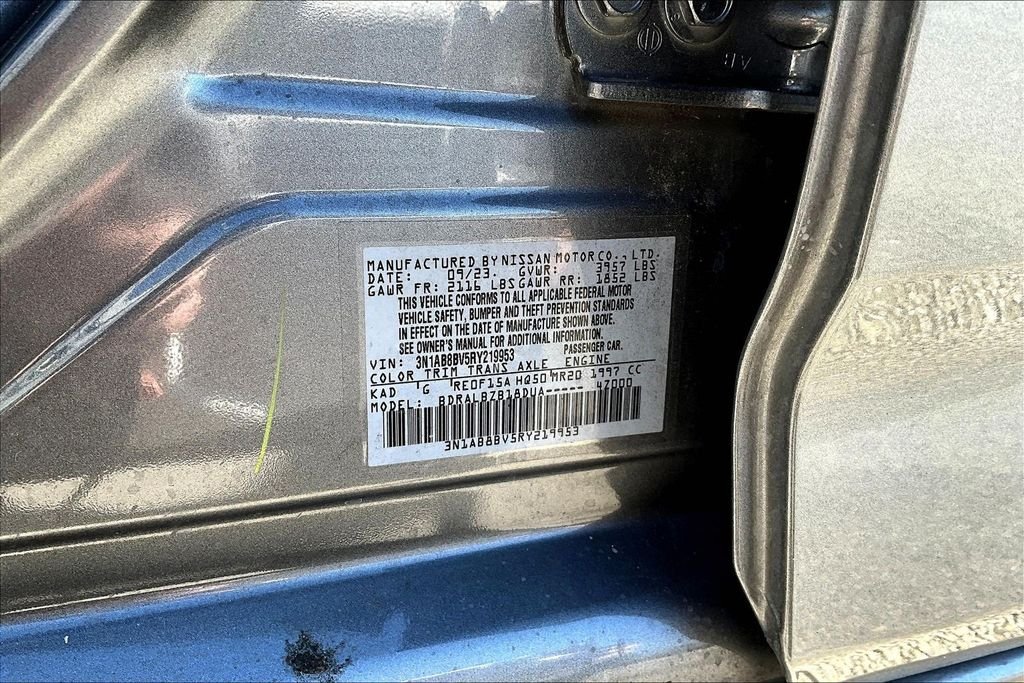 AB
MANUFACTURED BY NISSAN MOTOR CO., LTD.
DATE: 09/23. GVWR: 3957 LBS
GAWR FR: 2116 LBS GAWR RR: 1852 LBS
THIS VEHICLE CONFORMS TO ALL APPLICABLE FEDERAL MOTOR
VEHICLE SAFETY, BUMPER AND THEFT PREVENTION STANDARDS
IN EFFECT ON THE DATE OF MANUFACTURE SHOWN ABOVE.
SEE OWNER'S MANUAL FOR ADDITIONAL INFORMATION.
VIN: 3N1AB8BV5RY219953 PASSENGER CAR.
COLOR TRIM TRANS AXLE ENGINE
KAD G RE0F15A HQ50 MR20 1997 CC
MODEL: BDRALBZB18DUA----- 47000
3N1AB8BV5RY219953